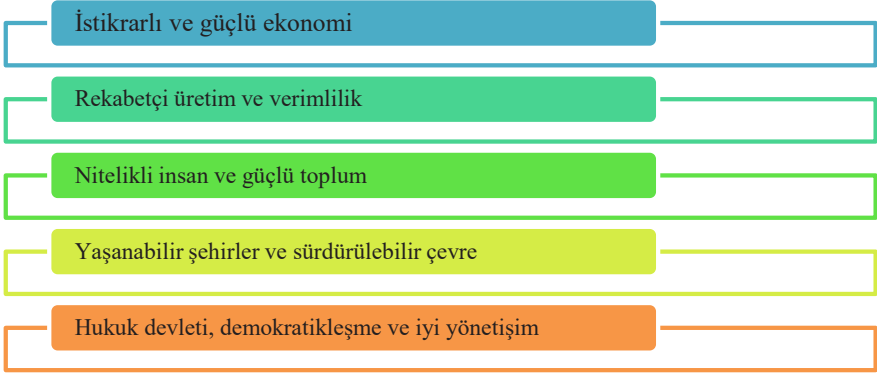 İstikrarlı ve güçlü ekonomi
Rekabetçi üretim ve verimlilik
Nitelikli insan ve güçlü toplum
Yaşanabilir şehirler ve sürdürülebilir çevre
Hukuk devleti, demokratikleşme ve iyi yönetişim